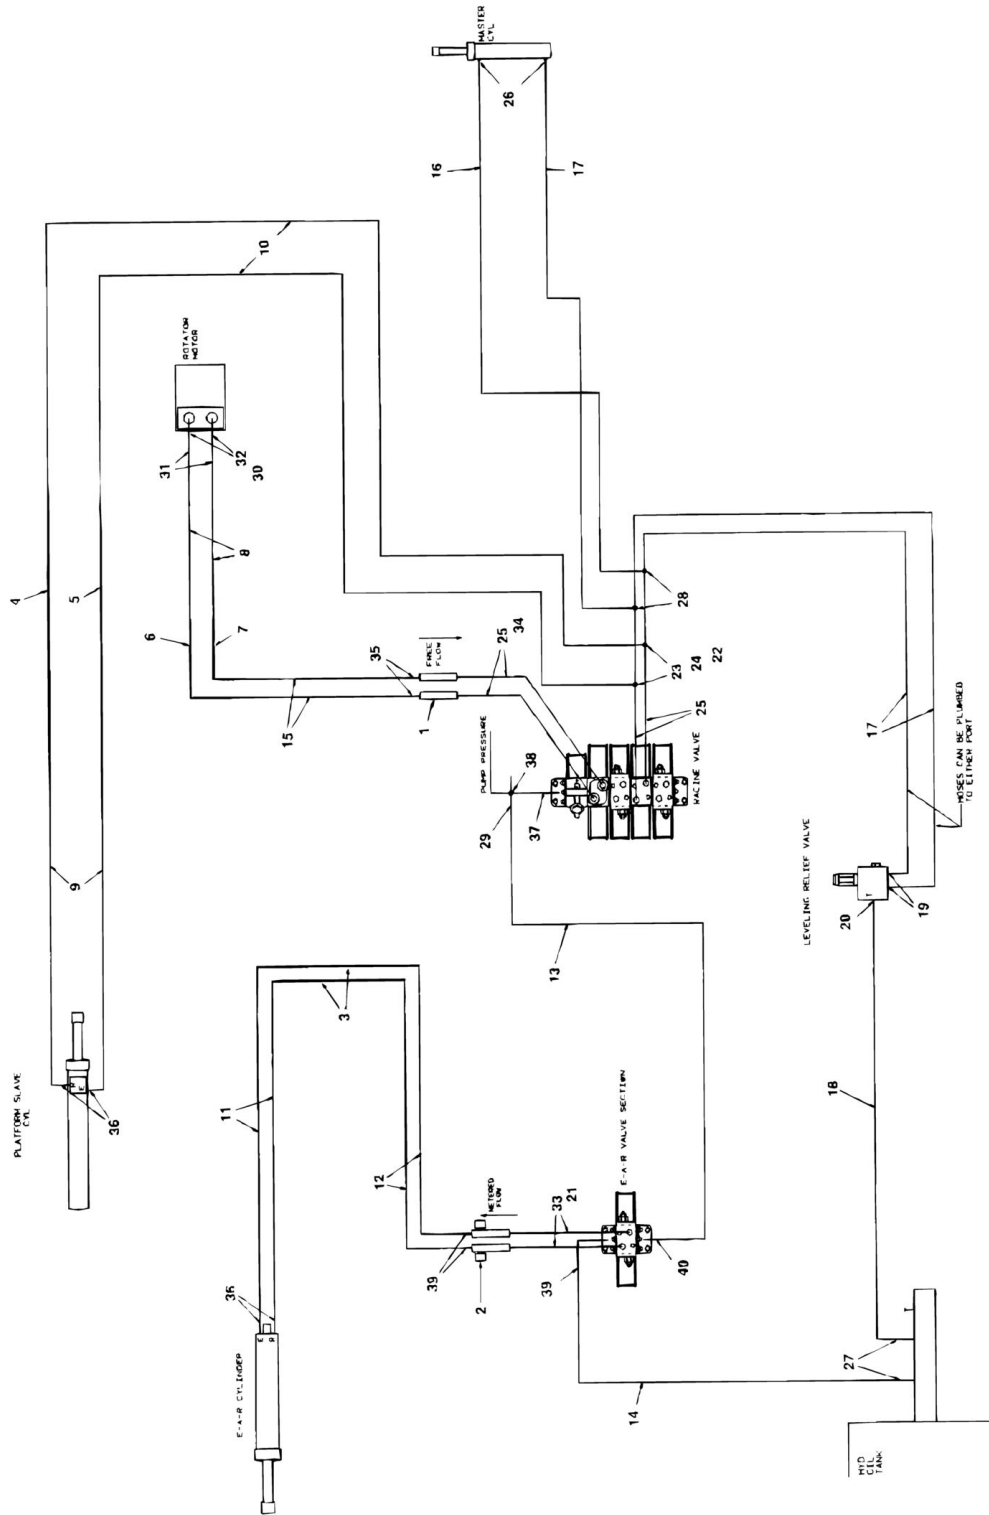 PLATFORM SLAVE
CYL
36
9
4
5
10
E-A-R CYLINDER
E
R
36
11
3
12
METERED
FLOW
39
2
33
21
39
E-A-R VALVE SECTION
40
14
13
6
7
8
31
32
30
ROTATOR
MOTOR
15
35
FREE
FLOW
1
25
34
PUMP PRESSURE
38
29
37
RACINE VALVE
25
23
24
22
28
16
17
26
MASTER
CYL
LEVELING RELIEF VALVE
T
20
19
17
HOSES CAN BE PLUMBED
TO EITHER PORT
18
27
HYD
OIL
TANK